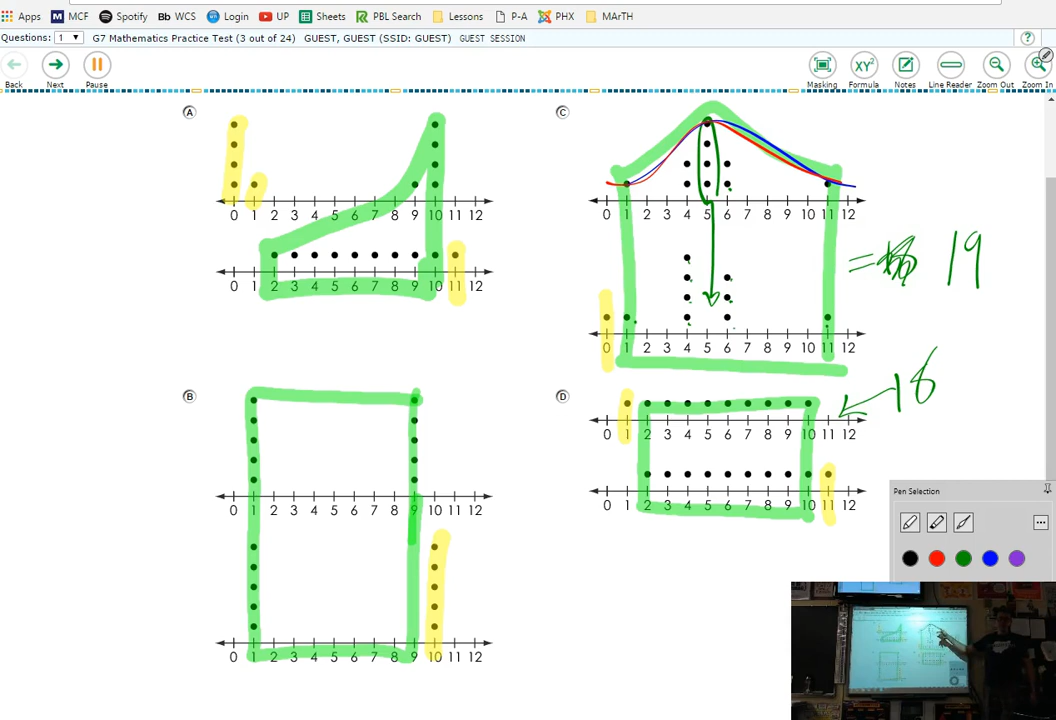 Apps MCF Spotify Bb WCS Login UP Sheets PBL Search Lessons P-A PHX MArTH
Questions: 1 G7 Mathematics Practice Test (3 out of 24) GUEST, GUEST (SSID: GUEST) GUEST SESSION ?
XY²
Back Next Pause Masking Formula Notes Line Reader Zoom Out Zoom In
A
0 1 2 3 4 5 6 7 8 9 10 11 12
0 1 2 3 4 5 6 7 8 9 10 11 12
C
0 1 2 3 4 5 6 7 8 9 10 11 12
= 19
0 1 2 3 4 5 6 7 8 9 10 11 12
B
0 1 2 3 4 5 6 7 8 9 10 11 12
0 1 2 3 4 5 6 7 8 9 10 11 12
D
18
0 1 2 3 4 5 6 7 8 9 10 11 12
0 1 2 3 4 5 6 7 8 9 10 11 12
Pen Selection